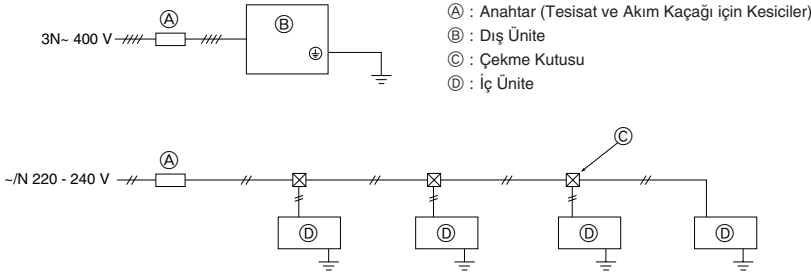 Ⓐ
3N~ 400 V
Ⓑ
Ⓐ : Anahtar (Tesisat ve Akım Kaçağı için Kesiciler)
Ⓑ : Dış Ünite
Ⓒ : Çekme Kutusu
Ⓓ : İç Ünite
Ⓐ
Ⓒ
~/N 220 - 240 V
Ⓓ Ⓓ Ⓓ Ⓓ